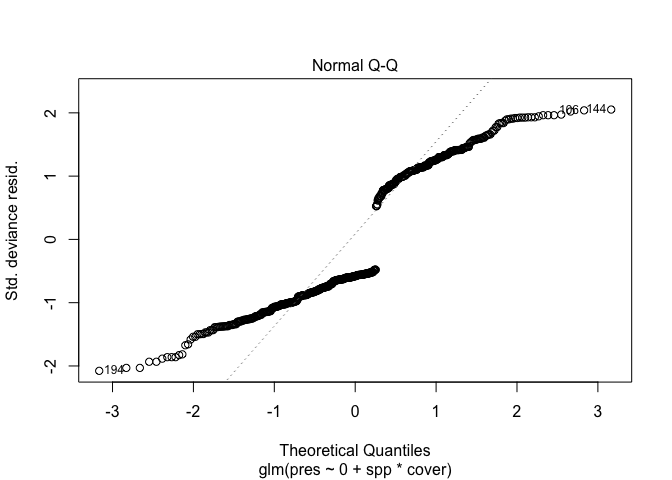 Normal Q-Q
Std. deviance resid.
2
1
0
-1
-2
106 144
194
-3 -2 -1 0 1 2 3
Theoretical Quantiles
glm(pres ~ 0 + spp * cover)